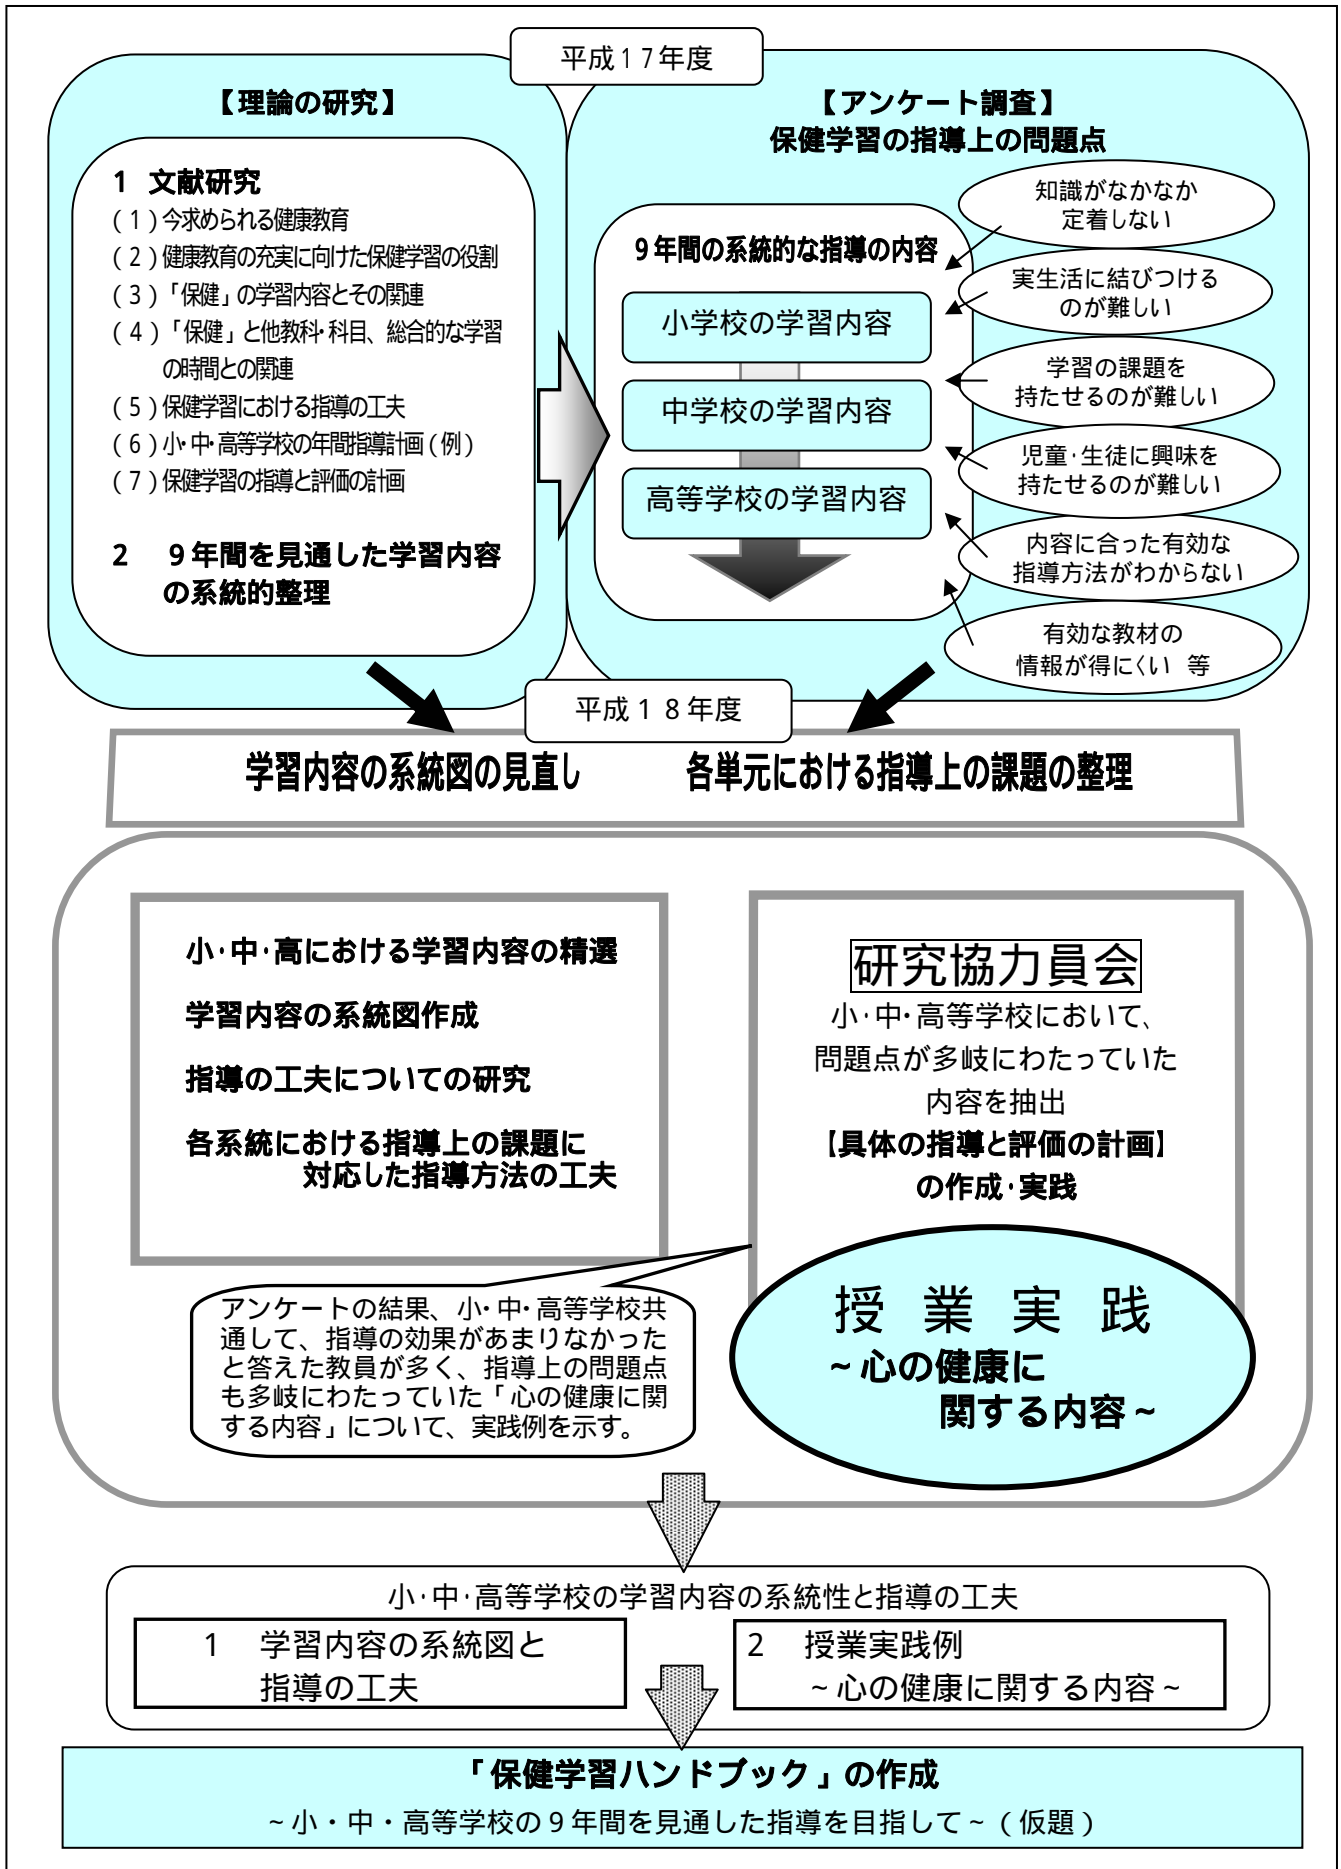 平成17年度
【理論の研究】
1 文献研究
(1)今求められる健康教育
(2)健康教育の充実に向けた保健学習の役割
(3)「保健」の学習内容とその関連
(4)「保健」と他教科・科目、総合的な学習
の時間との関連
(5)保健学習における指導の工夫
(6)小・中・高等学校の年間指導計画(例)
(7)保健学習の指導と評価の計画
2 9年間を見通した学習内容
の系統的整理
【アンケート調査】
保健学習の指導上の問題点
9年間の系統的な指導の内容
小学校の学習内容
中学校の学習内容
高等学校の学習内容
知識がなかなか
定着しない
実生活に結びつける
のが難しい
学習の課題を
持たせるのが難しい
児童・生徒に興味を
持たせるのが難しい
内容に合った有効な
指導方法がわからない
有効な教材の
情報が得にくい 等
平成18年度
学習内容の系統図の見直し 各単元における指導上の課題の整理
小・中・高における学習内容の精選
学習内容の系統図作成
指導の工夫についての研究
各系統における指導上の課題に
対応した指導方法の工夫
研究協力員会
小・中・高等学校において、
問題点が多岐にわたっていた
内容を抽出
【具体の指導と評価の計画】
の作成・実践
アンケートの結果、小・中・高等学校共
通して、指導の効果があまりなかった
と答えた教員が多く、指導上の問題点
も多岐にわたっていた「心の健康に関
する内容」について、実践例を示す。
授業実践
~心の健康に
関する内容~
小・中・高等学校の学習内容の系統性と指導の工夫
1 学習内容の系統図と
指導の工夫
2 授業実践例
~心の健康に関する内容~
「保健学習ハンドブック」の作成
~小・中・高等学校の9年間を見通した指導を目指して~(仮題)